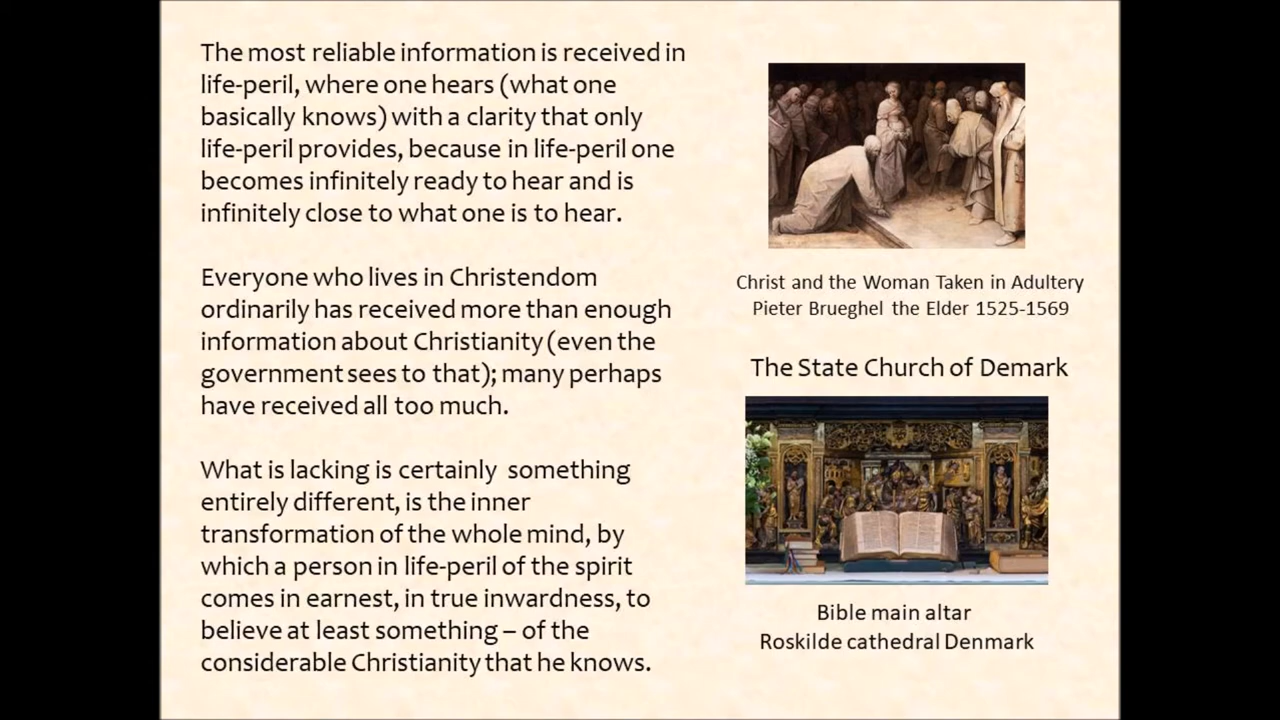 The most reliable information is received in
life-peril, where one hears (what one
basically knows) with a clarity that only
life-peril provides, because in life-peril one
becomes infinitely ready to hear and is
infinitely close to what one is to hear.
Everyone who lives in Christendom
ordinarily has received more than enough
information about Christianity (even the
government sees to that); many perhaps
have received all too much.
What is lacking is certainly something
entirely different, is the inner
transformation of the whole mind, by
which a person in life-peril of the spirit
comes in earnest, in true inwardness, to
believe at least something – of the
considerable Christianity that he knows.
Christ and the Woman Taken in Adultery
Pieter Brueghel the Elder 1525-1569
The State Church of Demark
Bible main altar
Roskilde cathedral Denmark